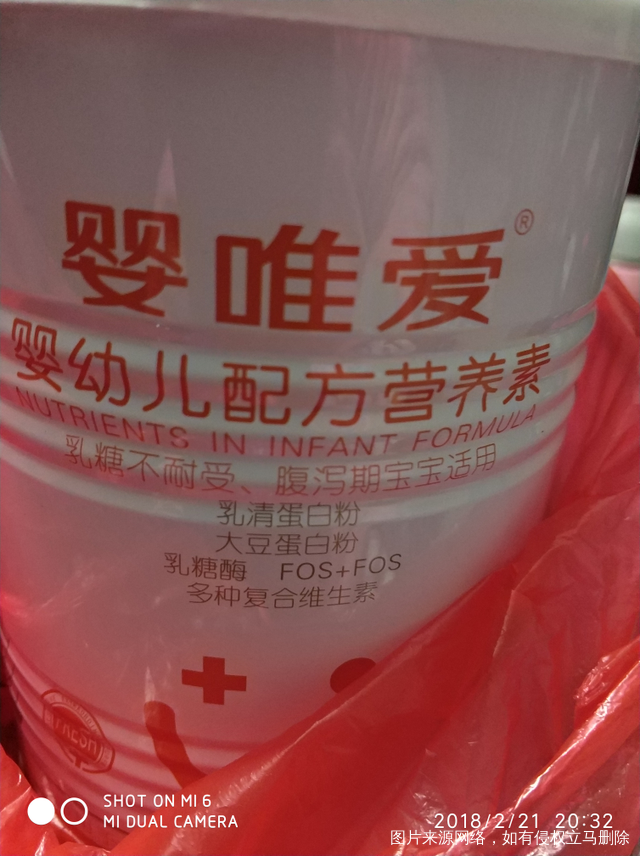 婴唯爱®
婴幼儿配方营养素
NUTRIENTS IN INFANT FORMULA
乳糖不耐受、腹泻期宝宝适用
乳清蛋白粉
大豆蛋白粉
乳糖酶 FOS+FOS
多种复合维生素
SHOT ON MI 6
MI DUAL CAMERA
2018/2/21 20:32
图片来源网络，如有侵权立马删除